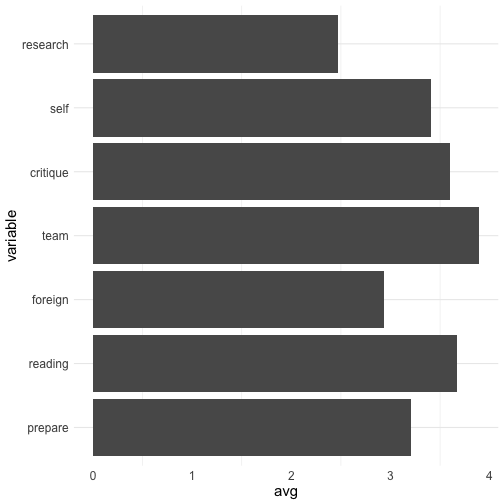 research
self
critique
team
foreign
reading
prepare
variable
0 1 2 3 4
avg